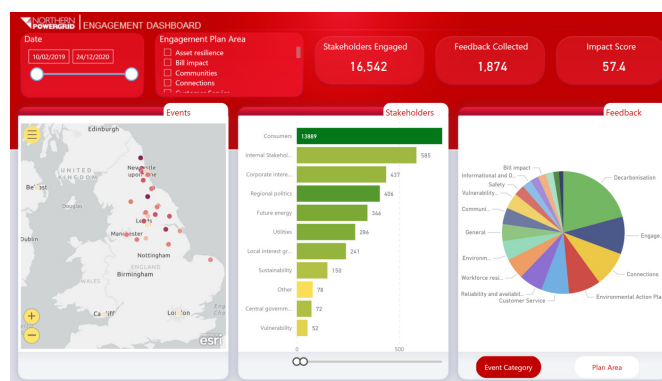 NORTHERN
POWERGRID
ENGAGEMENT DASHBOARD
Date
10/02/2019
24/12/2020
Engagement Plan Area
Asset resilience
Bill impact
Communities
Connections
Customer Service
Stakeholders Engaged
16,542
Feedback Collected
1,874
Impact Score
57.4
Events
Edinburgh
UNITED
KINGDOM
Newcastle
upon Tyne
Belfast
Douglas
Leeds
Dublin
Manchester
Nottingham
ENGLAND
Birmingham
WALES
Cardiff
London
esri
Stakeholders
Consumers 13889
Internal Stakehol... 585
Corporate intere... 437
Regional politics 406
Future energy 346
Utilities 286
Local interest gr... 241
Sustainability 150
Other 78
Central governm... 72
Vulnerability 52
0 500
Feedback
Bill impact
Informational and O...
Safety
Vulnerability...
Communi...
General
Environm...
Workforce resi...
Reliability and availabil...
Customer Service
Decarbonisation
Engage...
Connections
Environmental Action Pla
Event Category
Plan Area